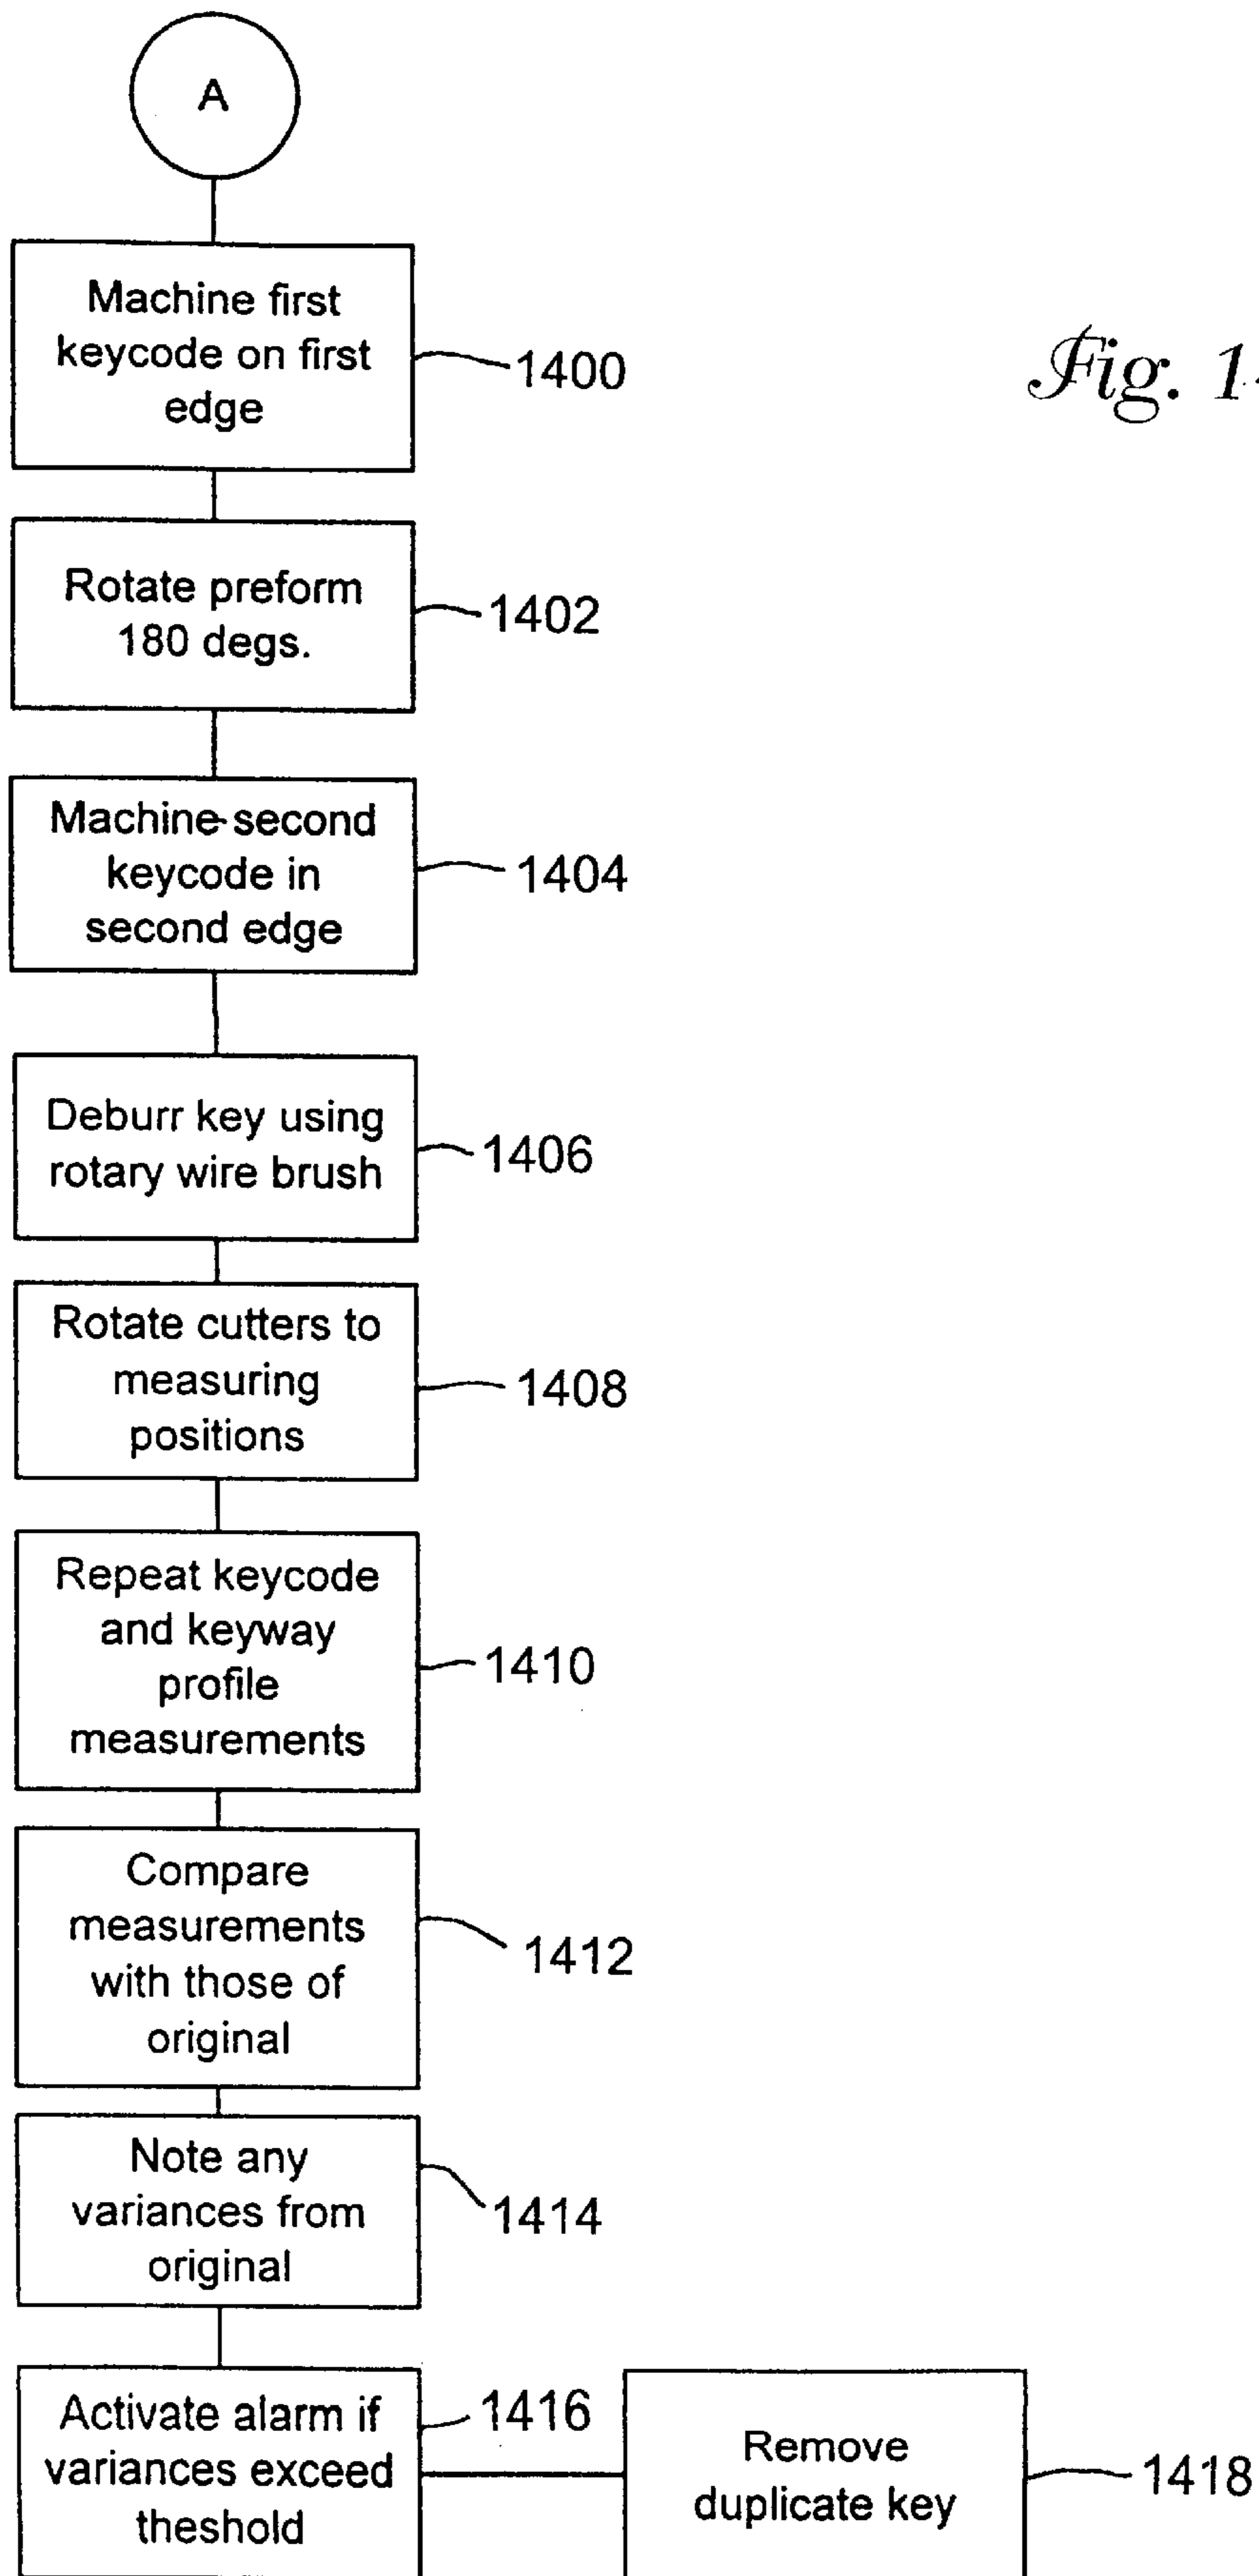 A
Machine first
keycode on first
edge
1400
Fig. 1
Rotate preform
180 degs.
1402
Machine second
keycode in
second edge
1404
Deburr key using
rotary wire brush
1406
Rotate cutters to
measuring
positions
1408
Repeat keycode
and keyway
profile
measurements
1410
Compare
measurements
with those of
original
1412
Note any
variances from
original
1414
Activate alarm if
variances exceed
theshold
1416
Remove
duplicate key
1418